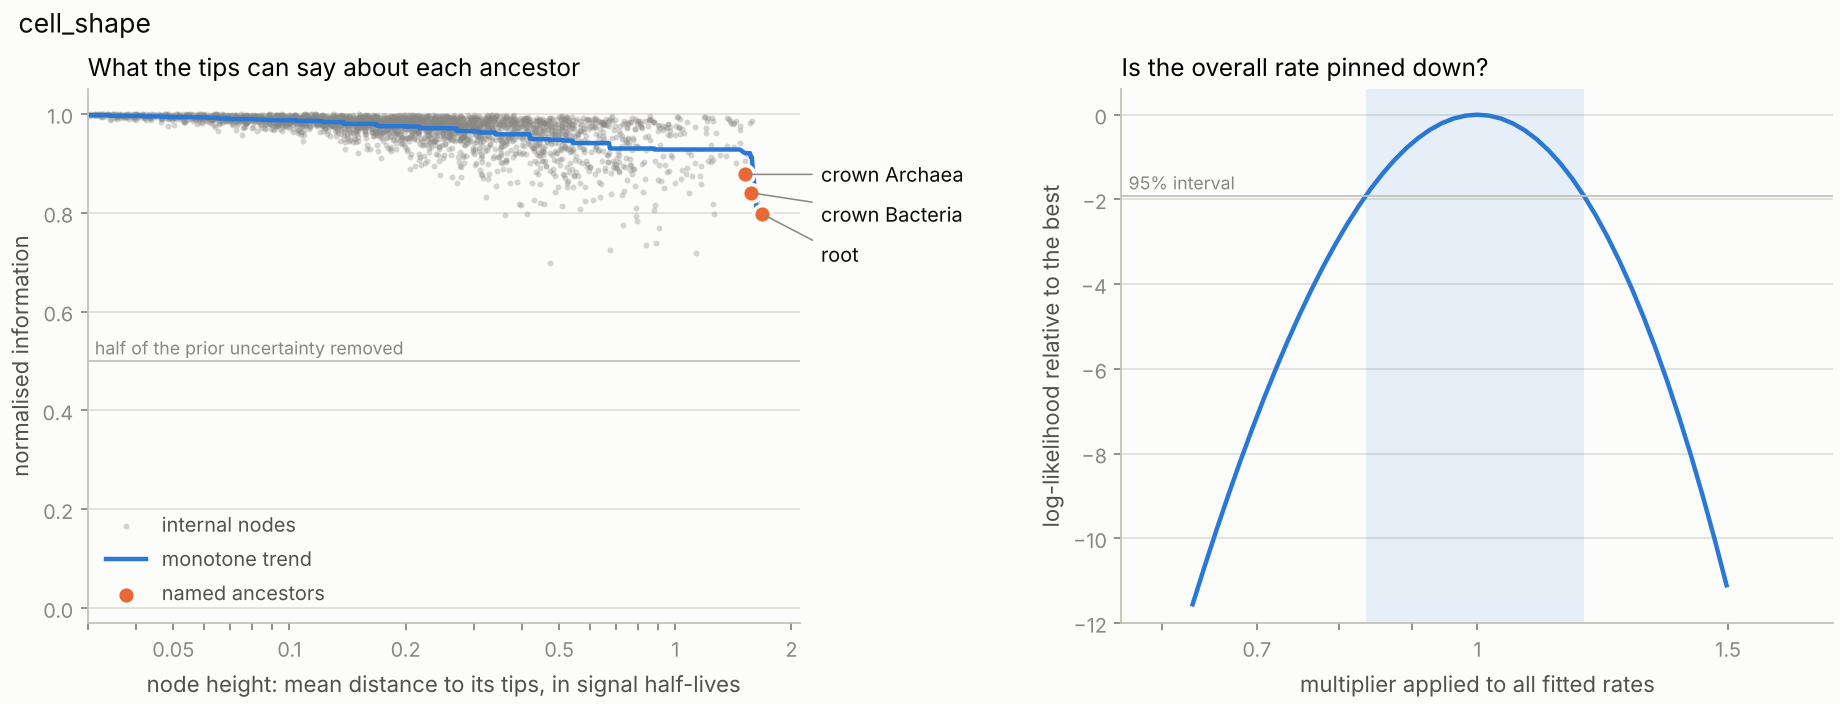 cell_shape
What the tips can say about each ancestor
normalised information
1.0
0.8
0.6
0.4
0.2
0.0
crown Archaea
crown Bacteria
root
half of the prior uncertainty removed
internal nodes
monotone trend
named ancestors
0.05 0.1 0.2 0.5 1 2
node height: mean distance to its tips, in signal half-lives
Is the overall rate pinned down?
log-likelihood relative to the best
0
−2
−4
−6
−8
−10
−12
95% interval
0.7 1 1.5
multiplier applied to all fitted rates